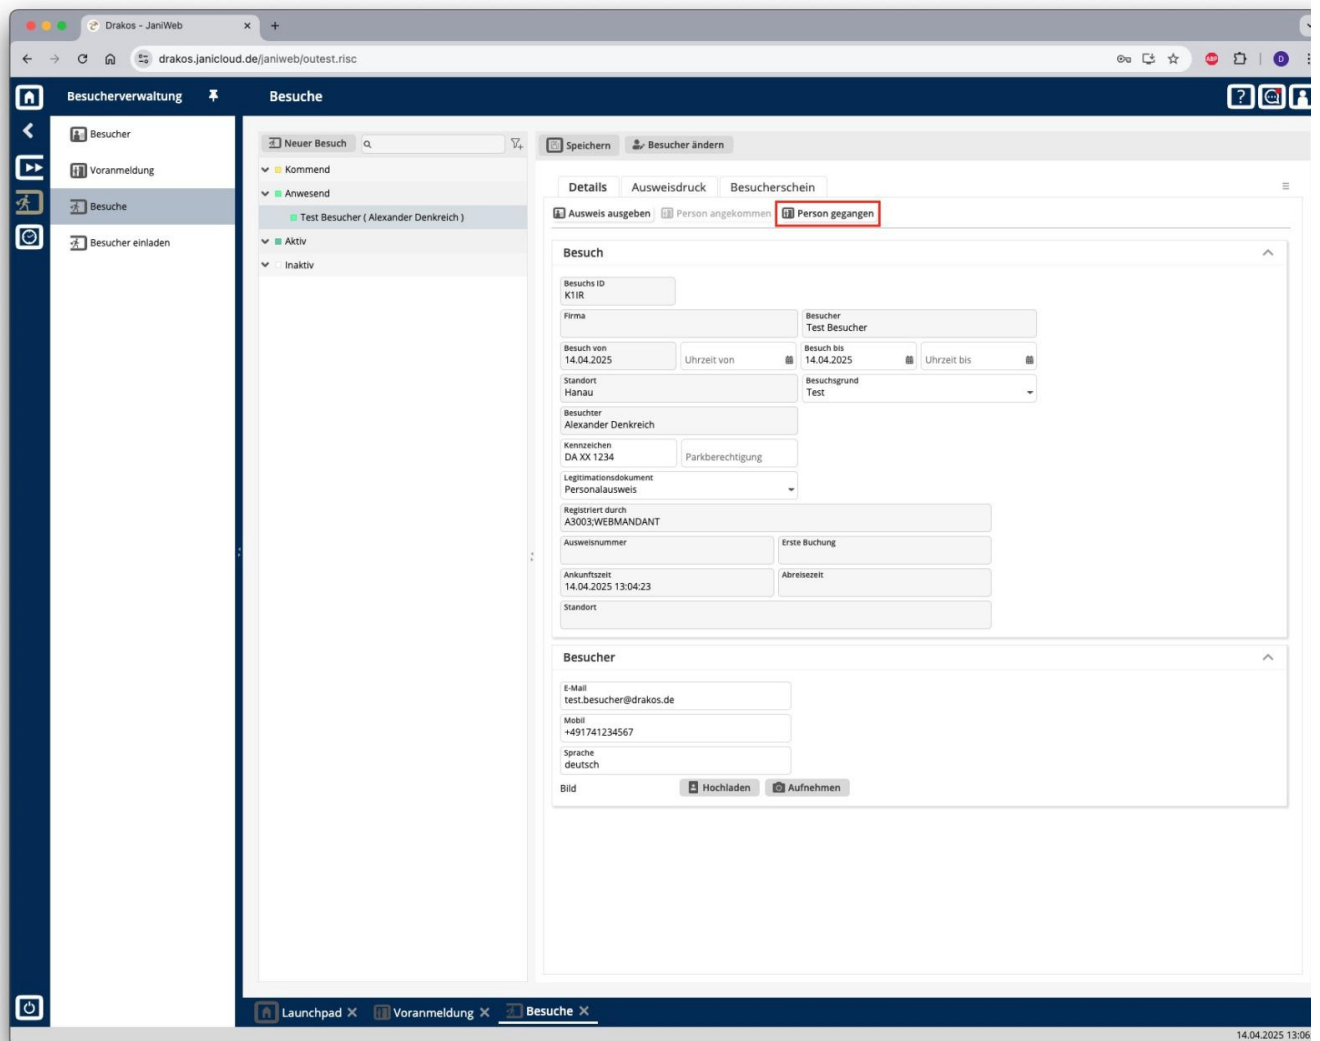 Drakos - JaniWeb
drakos.janicloud.de/janiweb/outest.risc
ABP
D
Besucherverwaltung
Besuche
?
Besucher
Voranmeldung
Besuche
Besucher einladen
Neuer Besuch
Kommend
Anwesend
Test Besucher ( Alexander Denkreich )
Aktiv
Inaktiv
Speichern Besucher ändern
Details Ausweisdruck Besucherschein
Ausweis ausgeben Person angekommen Person gegangen
Besuch
Besuchs ID
K1IR
Firma Besucher
Test Besucher
Besuch von Besuch bis
14.04.2025 Uhrzeit von 14.04.2025 Uhrzeit bis
Standort Besuchsgrund
Hanau Test
Besuchter
Alexander Denkreich
Kennzeichen
DA XX 1234 Parkberechtigung
Legitimationsdokument
Personalausweis
Registriert durch
A3003;WEBMANDANT
Ausweisnummer Erste Buchung
Ankunftszeit Abreisezeit
14.04.2025 13:04:23
Standort
Besucher
E-Mail
test.besucher@drakos.de
Mobil
+491741234567
Sprache
deutsch
Bild Hochladen Aufnehmen
Launchpad Voranmeldung Besuche
14.04.2025 13:06